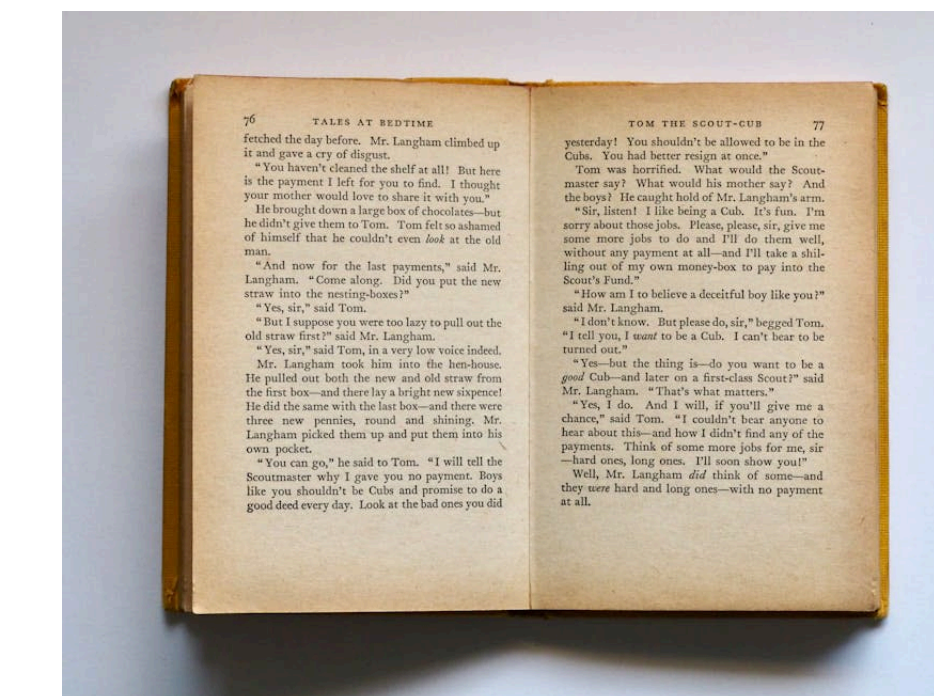 76 TALES AT BEDTIME
fetched the day before. Mr. Langham climbed up
it and gave a cry of disgust.
“You haven't cleaned the shelf at all! But here
is the payment I left for you to find. I thought
your mother would love to share it with you.”
He brought down a large box of chocolates—but
he didn't give them to Tom. Tom felt so ashamed
of himself that he couldn't even look at the old
man.
“And now for the last payments,” said Mr.
Langham. “Come along. Did you put the new
straw into the nesting-boxes?”
“Yes, sir,” said Tom.
“But I suppose you were too lazy to pull out the
old straw first?” said Mr. Langham.
“Yes, sir,” said Tom, in a very low voice indeed.
Mr. Langham took him into the hen-house.
He pulled out both the new and old straw from
the first box—and there lay a bright new sixpence!
He did the same with the last box—and there were
three new pennies, round and shining. Mr.
Langham picked them up and put them into his
own pocket.
“You can go,” he said to Tom. “I will tell the
Scoutmaster why I gave you no payment. Boys
like you shouldn't be Cubs and promise to do a
good deed every day. Look at the bad ones you did
TOM THE SCOUT-CUB 77
yesterday! You shouldn't be allowed to be in the
Cubs. You had better resign at once.”
Tom was horrified. What would the Scout-
master say? What would his mother say? And
the boys? He caught hold of Mr. Langham's arm.
“Sir, listen! I like being a Cub. It's fun. I'm
sorry about those jobs. Please, please, sir, give me
some more jobs to do and I'll do them well,
without any payment at all—and I'll take a shil-
ling out of my own money-box to pay into the
Scout's Fund.”
“How am I to believe a deceitful boy like you?”
said Mr. Langham.
“I don't know. But please do, sir,” begged Tom.
“I tell you, I want to be a Cub. I can't bear to be
turned out.”
“Yes—but the thing is—do you want to be a
good Cub—and later on a first-class Scout?” said
Mr. Langham. “That's what matters.”
“Yes, I do. And I will, if you'll give me a
chance,” said Tom. “I couldn't bear anyone to
hear about this—and how I didn't find any of the
payments. Think of some more jobs for me, sir
—hard ones, long ones. I'll soon show you!”
Well, Mr. Langham did think of some—and
they were hard and long ones—with no payment
at all.